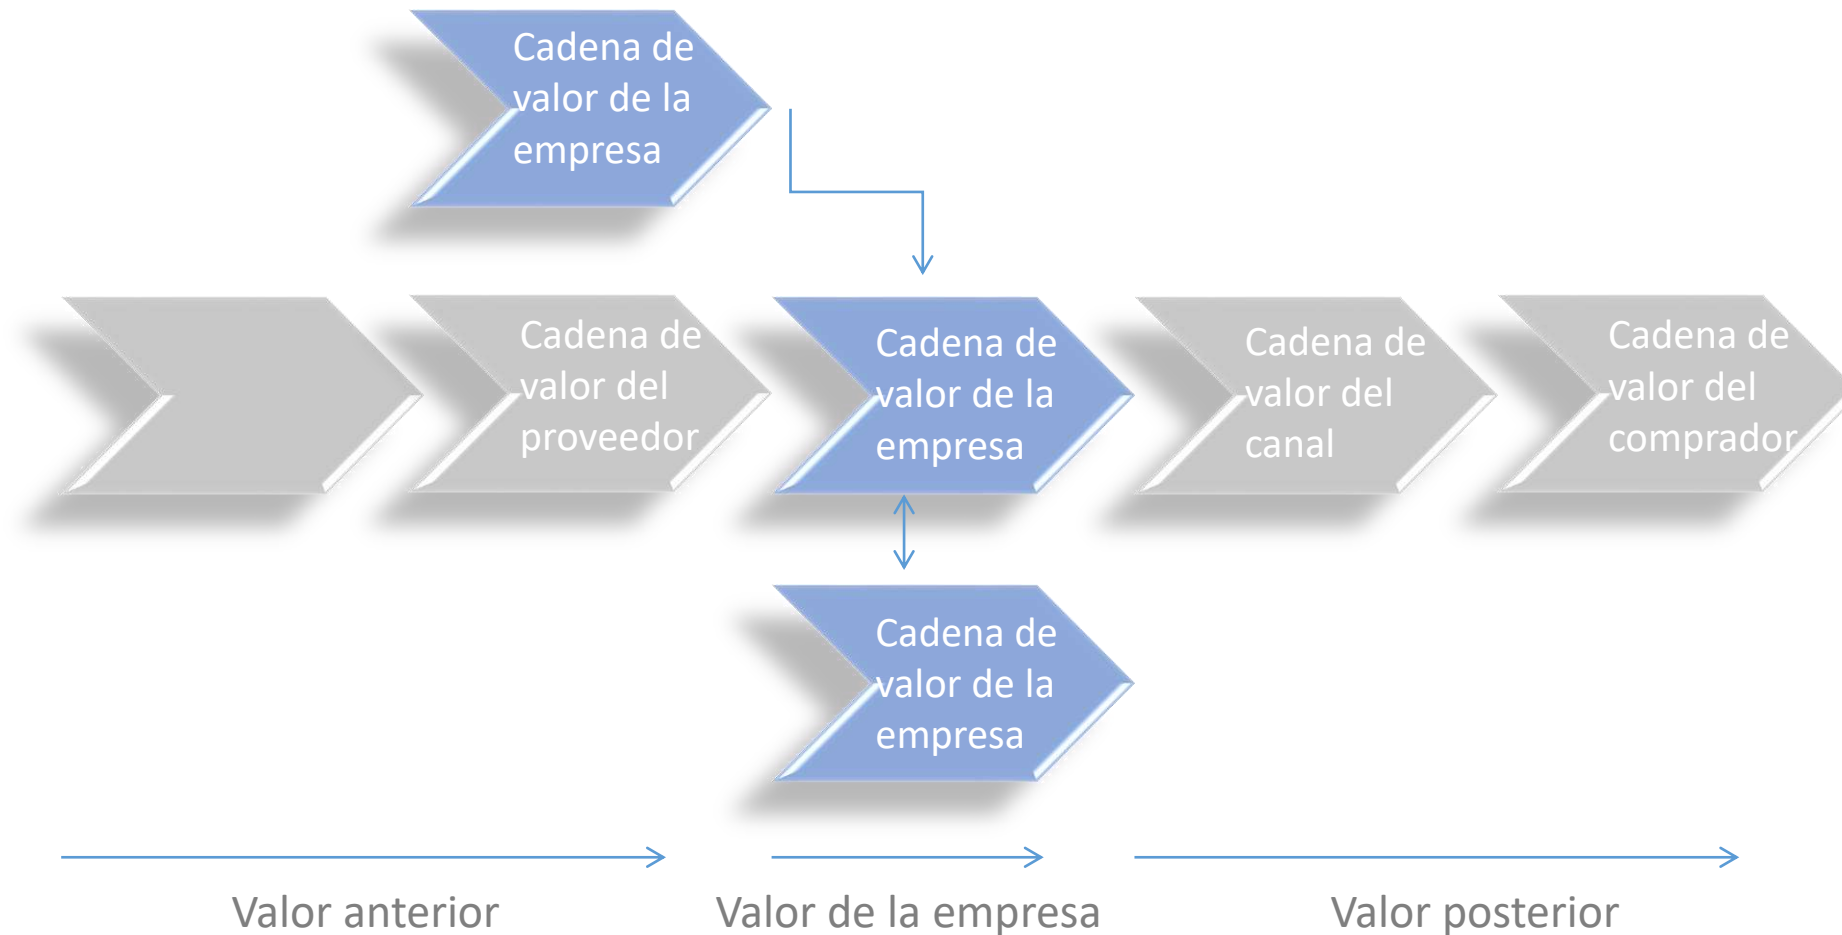 Cadena de
valor de la
empresa
Cadena de
valor del
proveedor
Cadena de
valor de la
empresa
Cadena de
valor del
canal
Cadena de
valor del
comprador
Cadena de
valor de la
empresa
Valor anterior
Valor de la empresa
Valor posterior